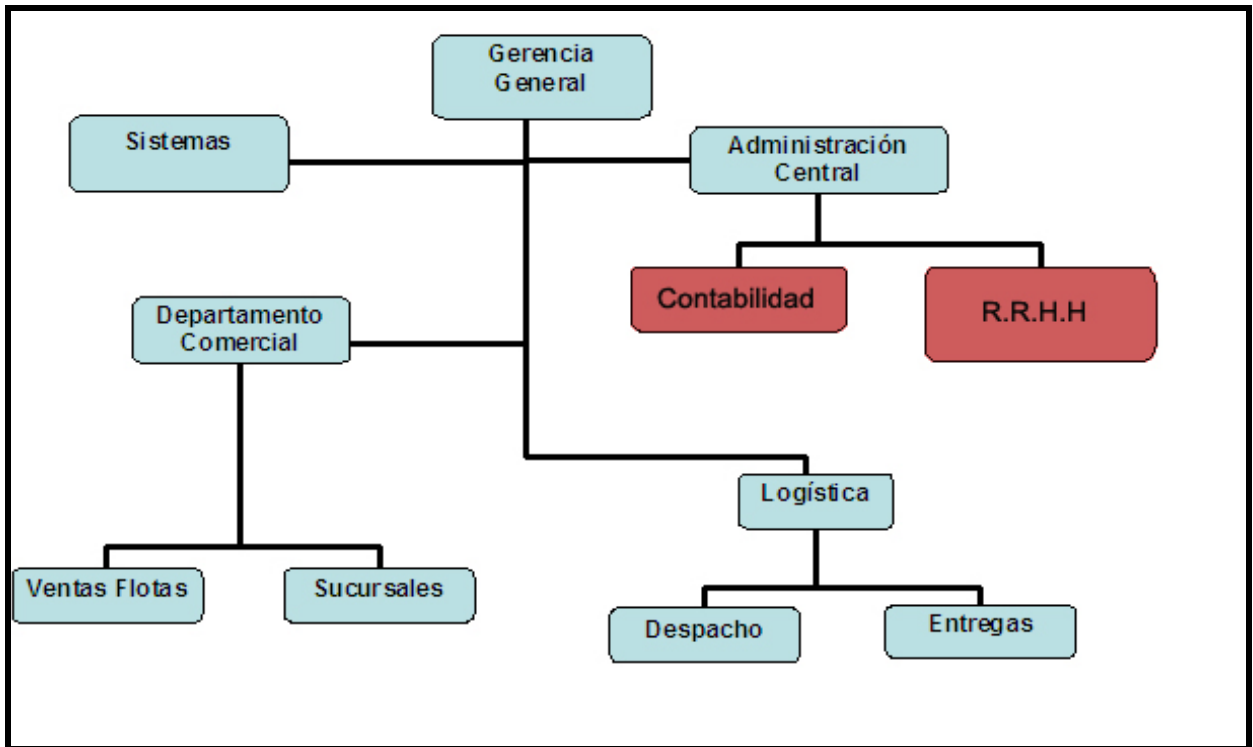 Gerencia
General
Sistemas
Administración
Central
Contabilidad
R.R.H.H
Departamento
Comercial
Logística
Ventas Flotas
Sucursales
Despacho
Entregas